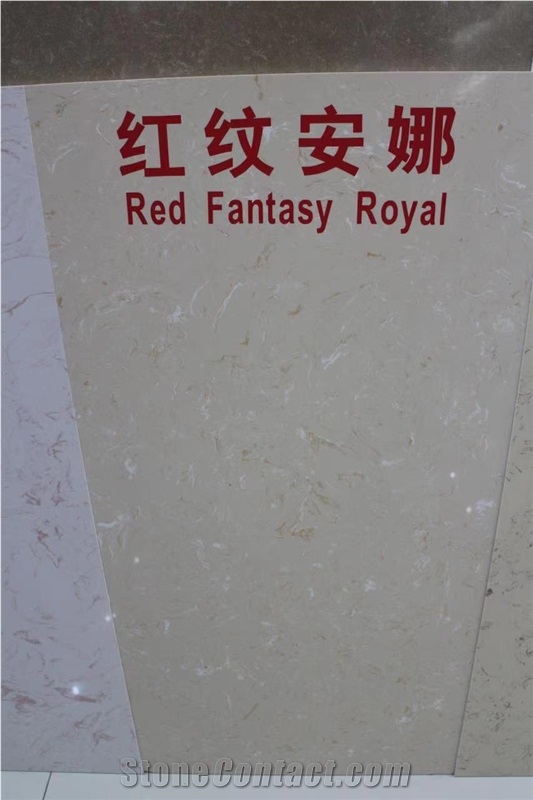 红纹安娜
Red Fantasy Royal
StoneContact.com